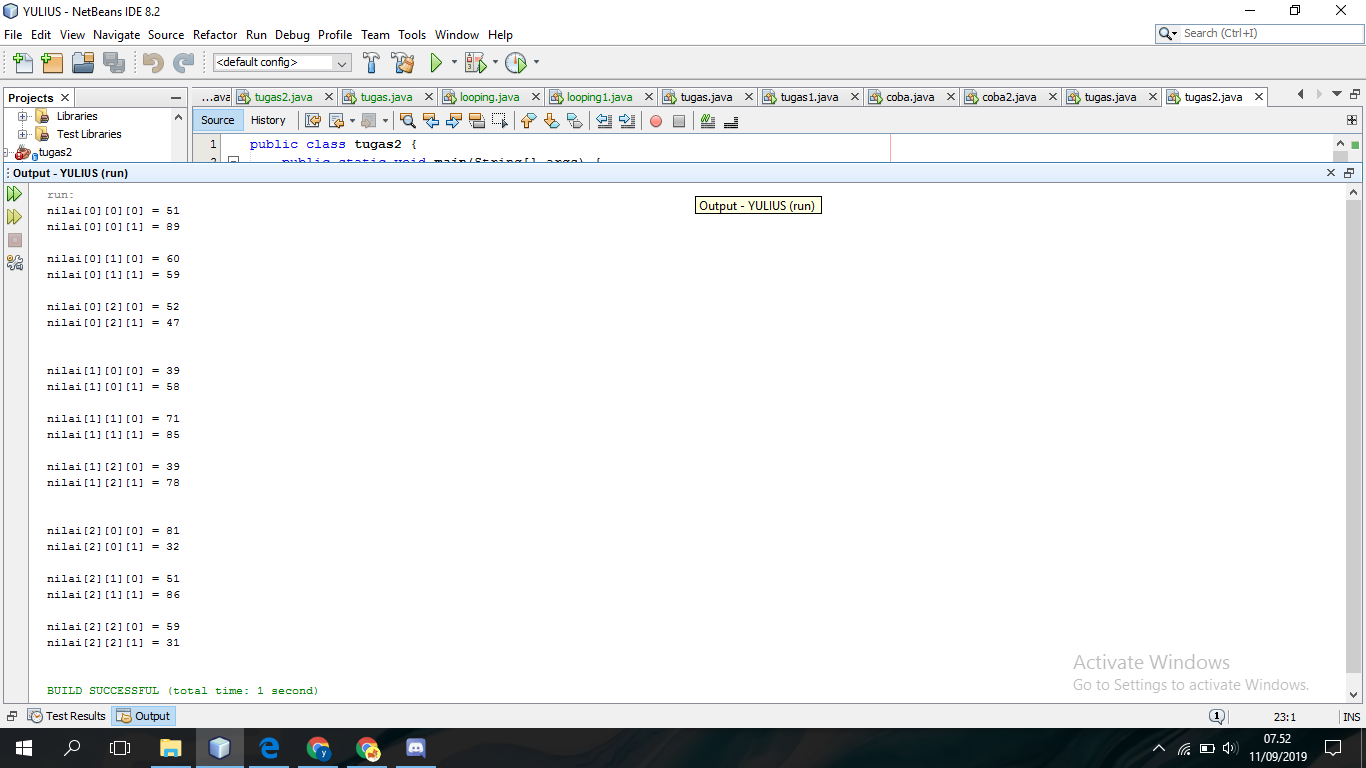 YULIUS - NetBeans IDE 8.2
File Edit View Navigate Source Refactor Run Debug Profile Team Tools Window Help
Search (Ctrl+I)
<default config>
Projects
...ava tugas2.java tugas.java looping.java looping1.java tugas.java tugas1.java coba.java coba2.java tugas.java tugas2.java
Libraries
Test Libraries
tugas2
Source History
1 public class tugas2 {
2 public static void main(String[] args) {
Output - YULIUS (run)
Output - YULIUS (run)
run:
nilai[0][0][0] = 51
nilai[0][0][1] = 89
nilai[0][1][0] = 60
nilai[0][1][1] = 59
nilai[0][2][0] = 52
nilai[0][2][1] = 47
nilai[1][0][0] = 39
nilai[1][0][1] = 58
nilai[1][1][0] = 71
nilai[1][1][1] = 85
nilai[1][2][0] = 39
nilai[1][2][1] = 78
nilai[2][0][0] = 81
nilai[2][0][1] = 32
nilai[2][1][0] = 51
nilai[2][1][1] = 86
nilai[2][2][0] = 59
nilai[2][2][1] = 31
BUILD SUCCESSFUL (total time: 1 second)
Activate Windows
Go to Settings to activate Windows.
Test Results Output
1 23:1 INS
07.52
11/09/2019